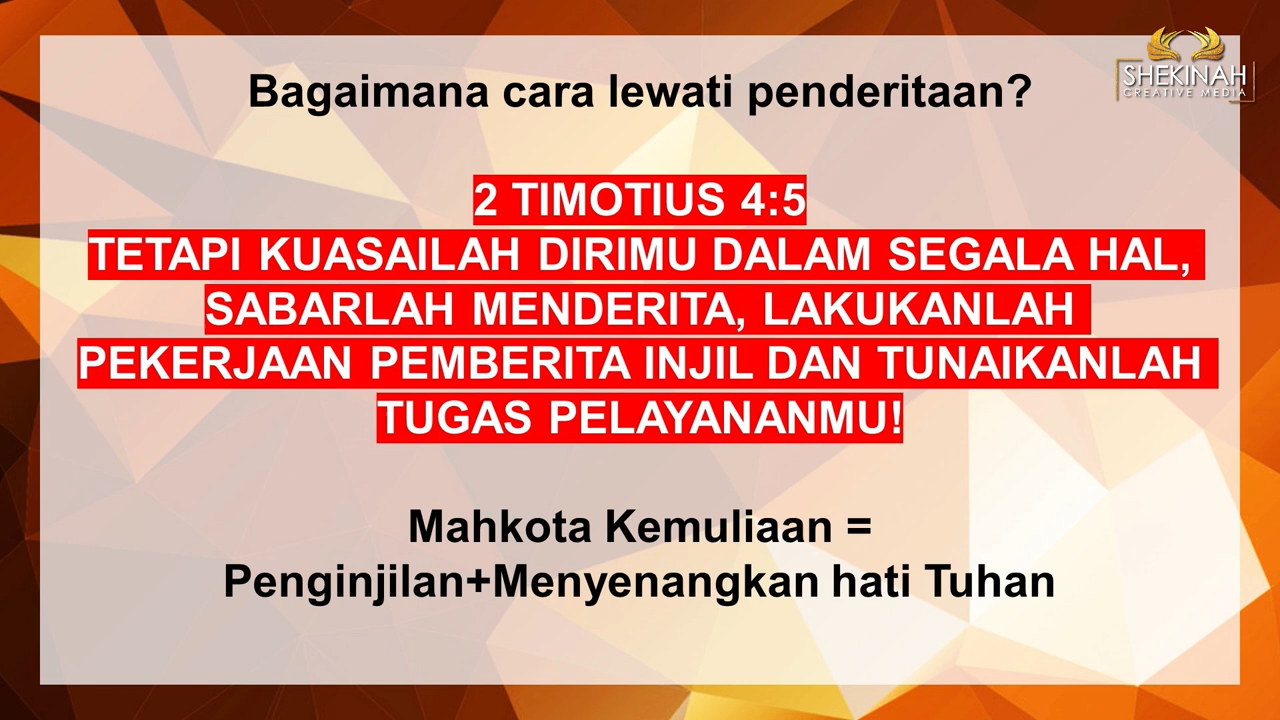 SHEKINAH
CREATIVE MEDIA
Bagaimana cara lewati penderitaan?
2 TIMOTIUS 4:5
TETAPI KUASAILAH DIRIMU DALAM SEGALA HAL,
SABARLAH MENDERITA, LAKUKANLAH
PEKERJAAN PEMBERITA INJIL DAN TUNAIKANLAH
TUGAS PELAYANANMU!
Mahkota Kemuliaan =
Penginjilan+Menyenangkan hati Tuhan